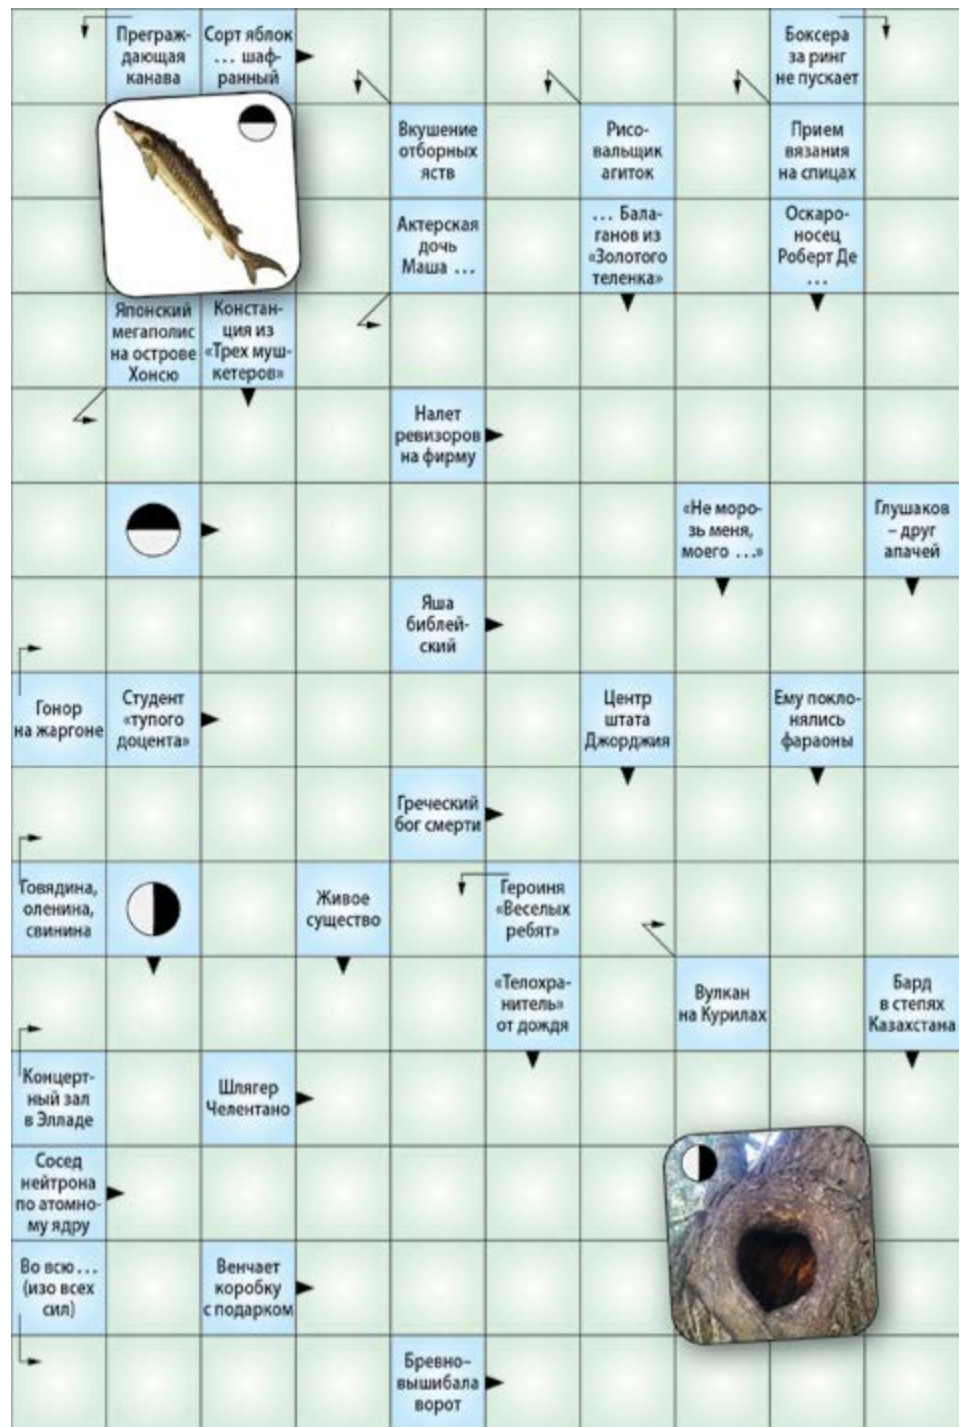 Преграж-
дающая
канава
Сорт яблок
... шаф-
ранный
Боксера
за ринг
не пускает
Вкушение
отборных
яств
Рисо-
вальщик
агиток
Прием
вязания
на спицах
Актерская
дочь
Маша ...
... Бала-
ганов из
«Золотого
теленка»
Оскаро-
носец
Роберт Де
...
Японский
мегаполис
на острове
Хонсю
Констан-
ция из
«Трех муш-
кетеров»
Налет
ревизоров
на фирму
«Не моро-
зь меня,
моего ...»
Глушаков
– друг
апачей
Яша
библей-
ский
Гонор
на жаргоне
Студент
«тупого
доцента»
Центр
штата
Джорджия
Ему покло-
нялись
фараоны
Греческий
бог смерти
Говядина,
оленина,
свинина
Живое
существо
Героиня
«Веселых
ребят»
«Телохра-
нитель»
от дождя
Вулкан
на Курилах
Бард
в степях
Казахстана
Концерт-
ный зал
в Элладе
Шлягер
Челентано
Сосед
нейтрона
по атомно-
му ядру
Во всю ...
(изо всех
сил)
Венчает
коробку
с подарком
Бревно-
вышибала
ворот